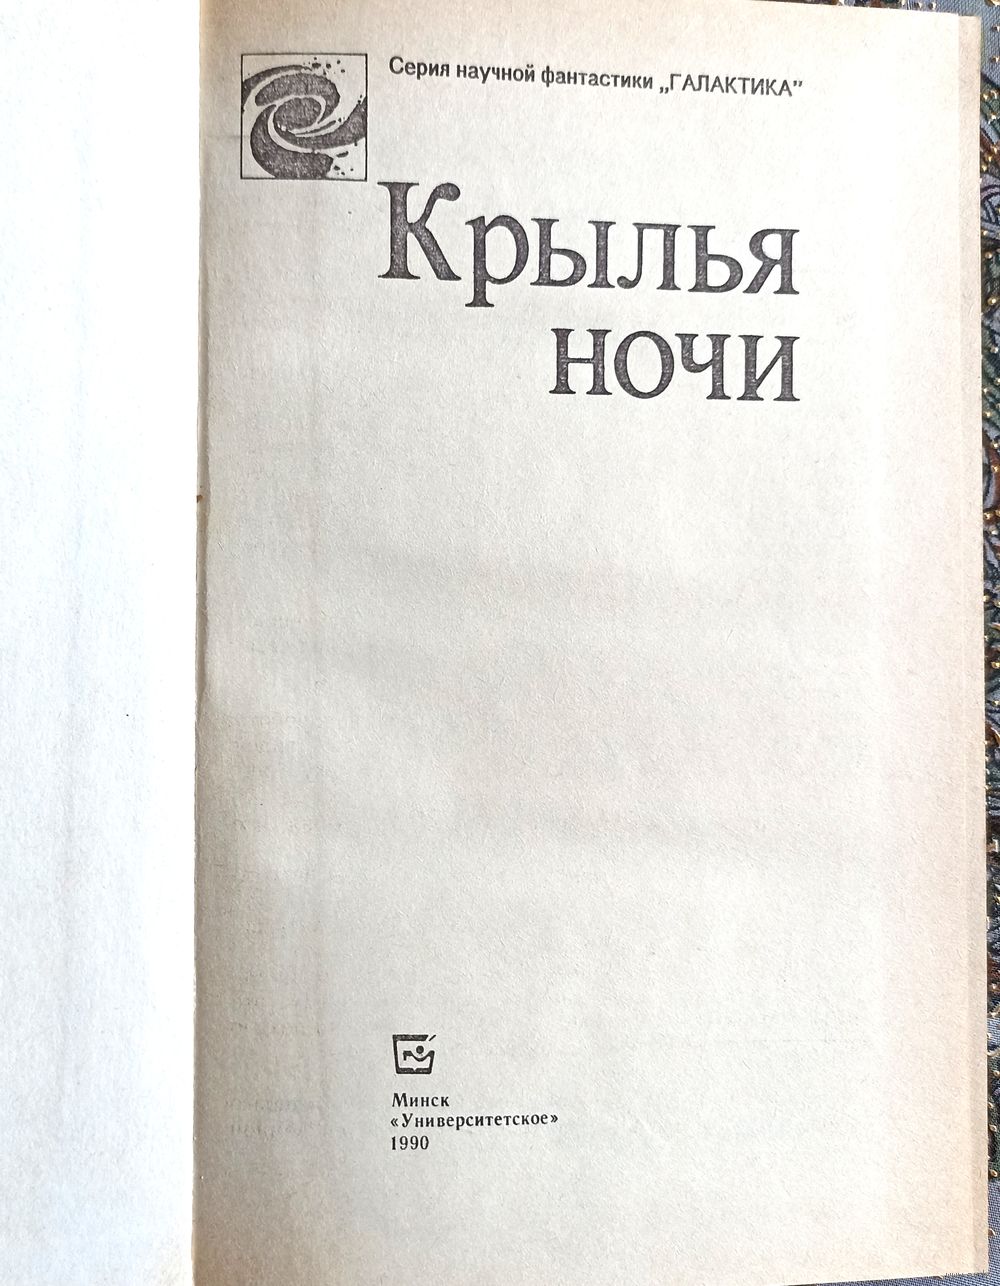 Серия научной фантастики „ГАЛАКТИКА”
Крылья
ночи
Минск
«Университетское»
1990